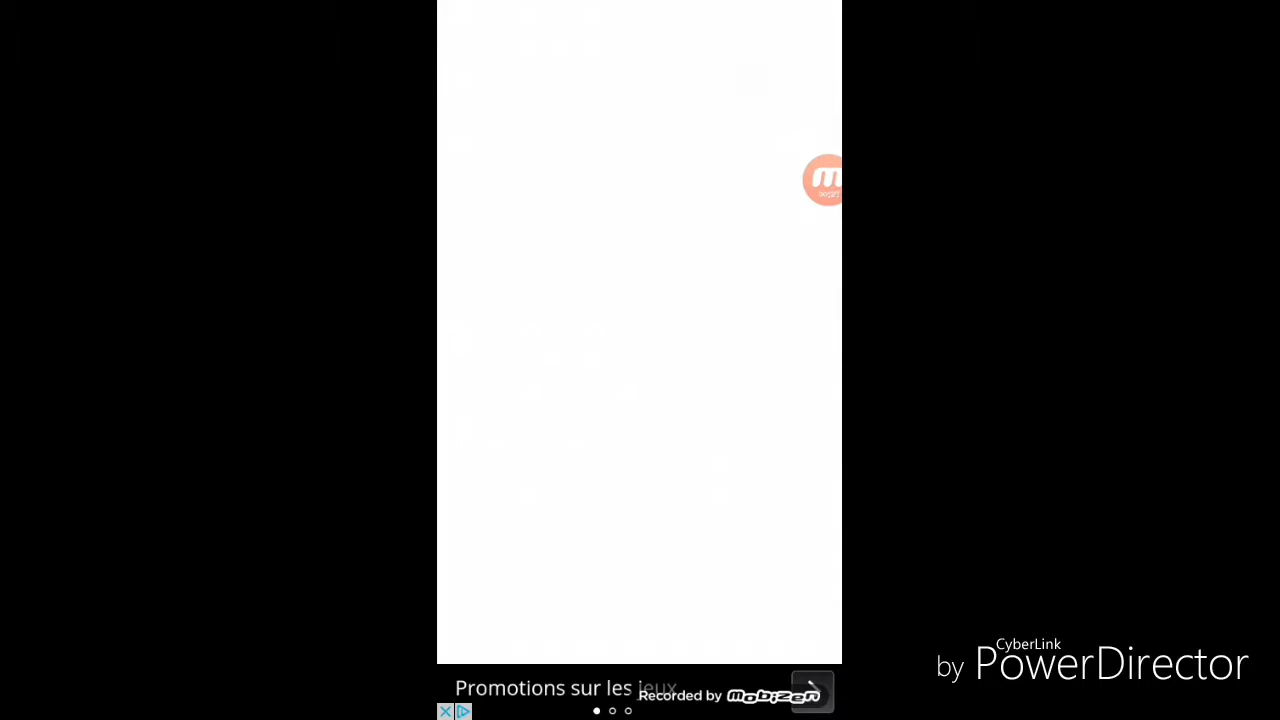 CyberLink
by PowerDirector
Promotions sur les jeux
Recorded by mobizen